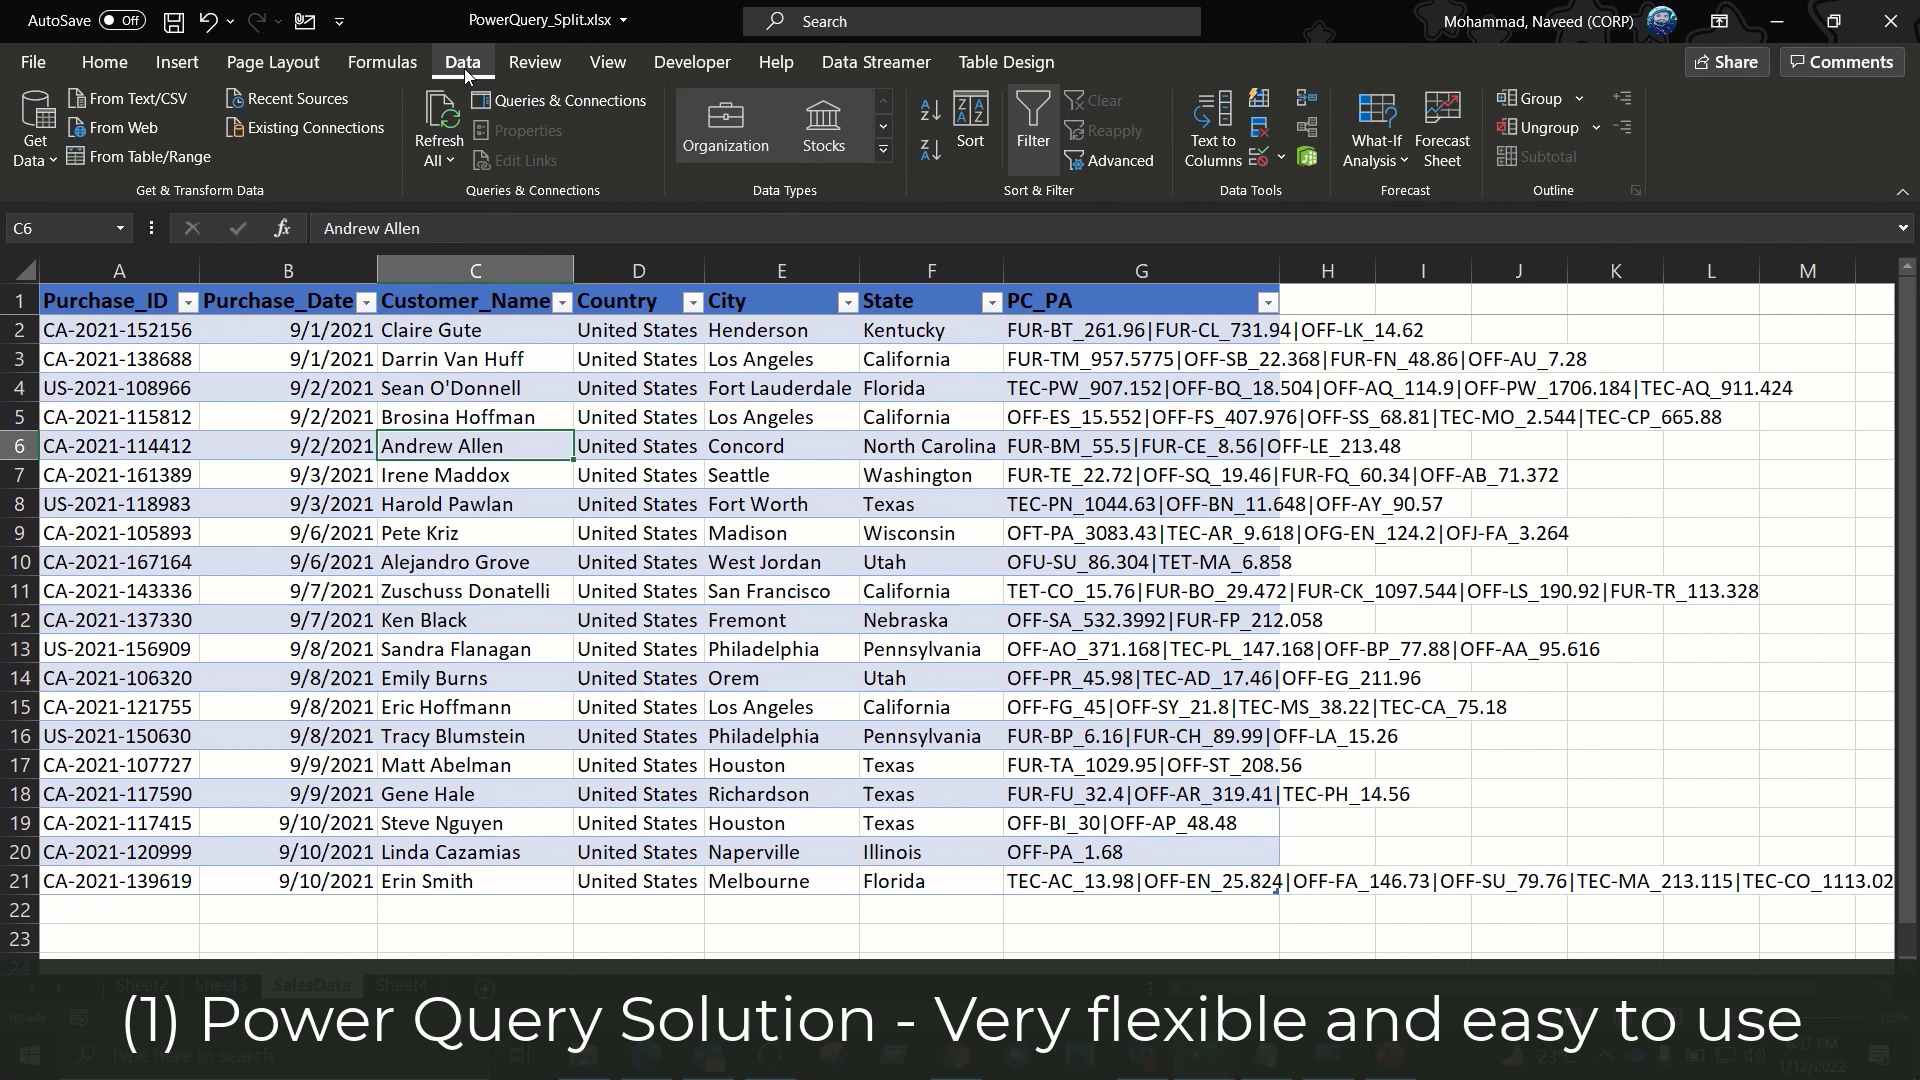 AutoSave Off PowerQuery_Split.xlsx Search Mohammad, Naveed (CORP)
File Home Insert Page Layout Formulas Data Review View Developer Help Data Streamer Table Design Share Comments
Get Data
From Text/CSV
From Web
From Table/Range
Recent Sources
Existing Connections
Get & Transform Data
Refresh All
Queries & Connections
Properties
Edit Links
Queries & Connections
Organization Stocks
Data Types
Sort
Filter
Clear
Reapply
Advanced
Sort & Filter
Text to Columns
Data Tools
What-If Analysis
Forecast Sheet
Forecast
Group
Ungroup
Subtotal
Outline
C6 fx Andrew Allen
A B C D E F G H I J K L M
1 Purchase_ID Purchase_Date Customer_Name Country City State PC_PA
2 CA-2021-152156 9/1/2021 Claire Gute United States Henderson Kentucky FUR-BT_261.96|FUR-CL_731.94|OFF-LK_14.62
3 CA-2021-138688 9/1/2021 Darrin Van Huff United States Los Angeles California FUR-TM_957.5775|OFF-SB_22.368|FUR-FN_48.86|OFF-AU_7.28
4 US-2021-108966 9/2/2021 Sean O'Donnell United States Fort Lauderdale Florida TEC-PW_907.152|OFF-BQ_18.504|OFF-AQ_114.9|OFF-PW_1706.184|TEC-AQ_911.424
5 CA-2021-115812 9/2/2021 Brosina Hoffman United States Los Angeles California OFF-ES_15.552|OFF-FS_407.976|OFF-SS_68.81|TEC-MO_2.544|TEC-CP_665.88
6 CA-2021-114412 9/2/2021 Andrew Allen United States Concord North Carolina FUR-BM_55.5|FUR-CE_8.56|OFF-LE_213.48
7 CA-2021-161389 9/3/2021 Irene Maddox United States Seattle Washington FUR-TE_22.72|OFF-SQ_19.46|FUR-FQ_60.34|OFF-AB_71.372
8 US-2021-118983 9/3/2021 Harold Pawlan United States Fort Worth Texas TEC-PN_1044.63|OFF-BN_11.648|OFF-AY_90.57
9 CA-2021-105893 9/6/2021 Pete Kriz United States Madison Wisconsin OFT-PA_3083.43|TEC-AR_9.618|OFG-EN_124.2|OFJ-FA_3.264
10 CA-2021-167164 9/6/2021 Alejandro Grove United States West Jordan Utah OFU-SU_86.304|TET-MA_6.858
11 CA-2021-143336 9/7/2021 Zuschuss Donatelli United States San Francisco California TET-CO_15.76|FUR-BO_29.472|FUR-CK_1097.544|OFF-LS_190.92|FUR-TR_113.328
12 CA-2021-137330 9/7/2021 Ken Black United States Fremont Nebraska OFF-SA_532.3992|FUR-FP_212.058
13 US-2021-156909 9/8/2021 Sandra Flanagan United States Philadelphia Pennsylvania OFF-AO_371.168|TEC-PL_147.168|OFF-BP_77.88|OFF-AA_95.616
14 CA-2021-106320 9/8/2021 Emily Burns United States Orem Utah OFF-PR_45.98|TEC-AD_17.46|OFF-EG_211.96
15 CA-2021-121755 9/8/2021 Eric Hoffmann United States Los Angeles California OFF-FG_45|OFF-SY_21.8|TEC-MS_38.22|TEC-CA_75.18
16 US-2021-150630 9/8/2021 Tracy Blumstein United States Philadelphia Pennsylvania FUR-BP_6.16|FUR-CH_89.99|OFF-LA_15.26
17 CA-2021-107727 9/9/2021 Matt Abelman United States Houston Texas FUR-TA_1029.95|OFF-ST_208.56
18 CA-2021-117590 9/9/2021 Gene Hale United States Richardson Texas FUR-FU_32.4|OFF-AR_319.41|TEC-PH_14.56
19 CA-2021-117415 9/10/2021 Steve Nguyen United States Houston Texas OFF-BI_30|OFF-AP_48.48
20 CA-2021-120999 9/10/2021 Linda Cazamias United States Naperville Illinois OFF-PA_1.68
21 CA-2021-139619 9/10/2021 Erin Smith United States Melbourne Florida TEC-AC_13.98|OFF-EN_25.824|OFF-FA_146.73|OFF-SU_79.76|TEC-MA_213.115|TEC-CO_1113.02
22
23
24
Sheet2 Sheet3 SalesData Sheet4
(1) Power Query Solution - Very flexible and easy to use
Ready 120%
Type here to search 23° 1/12/2022